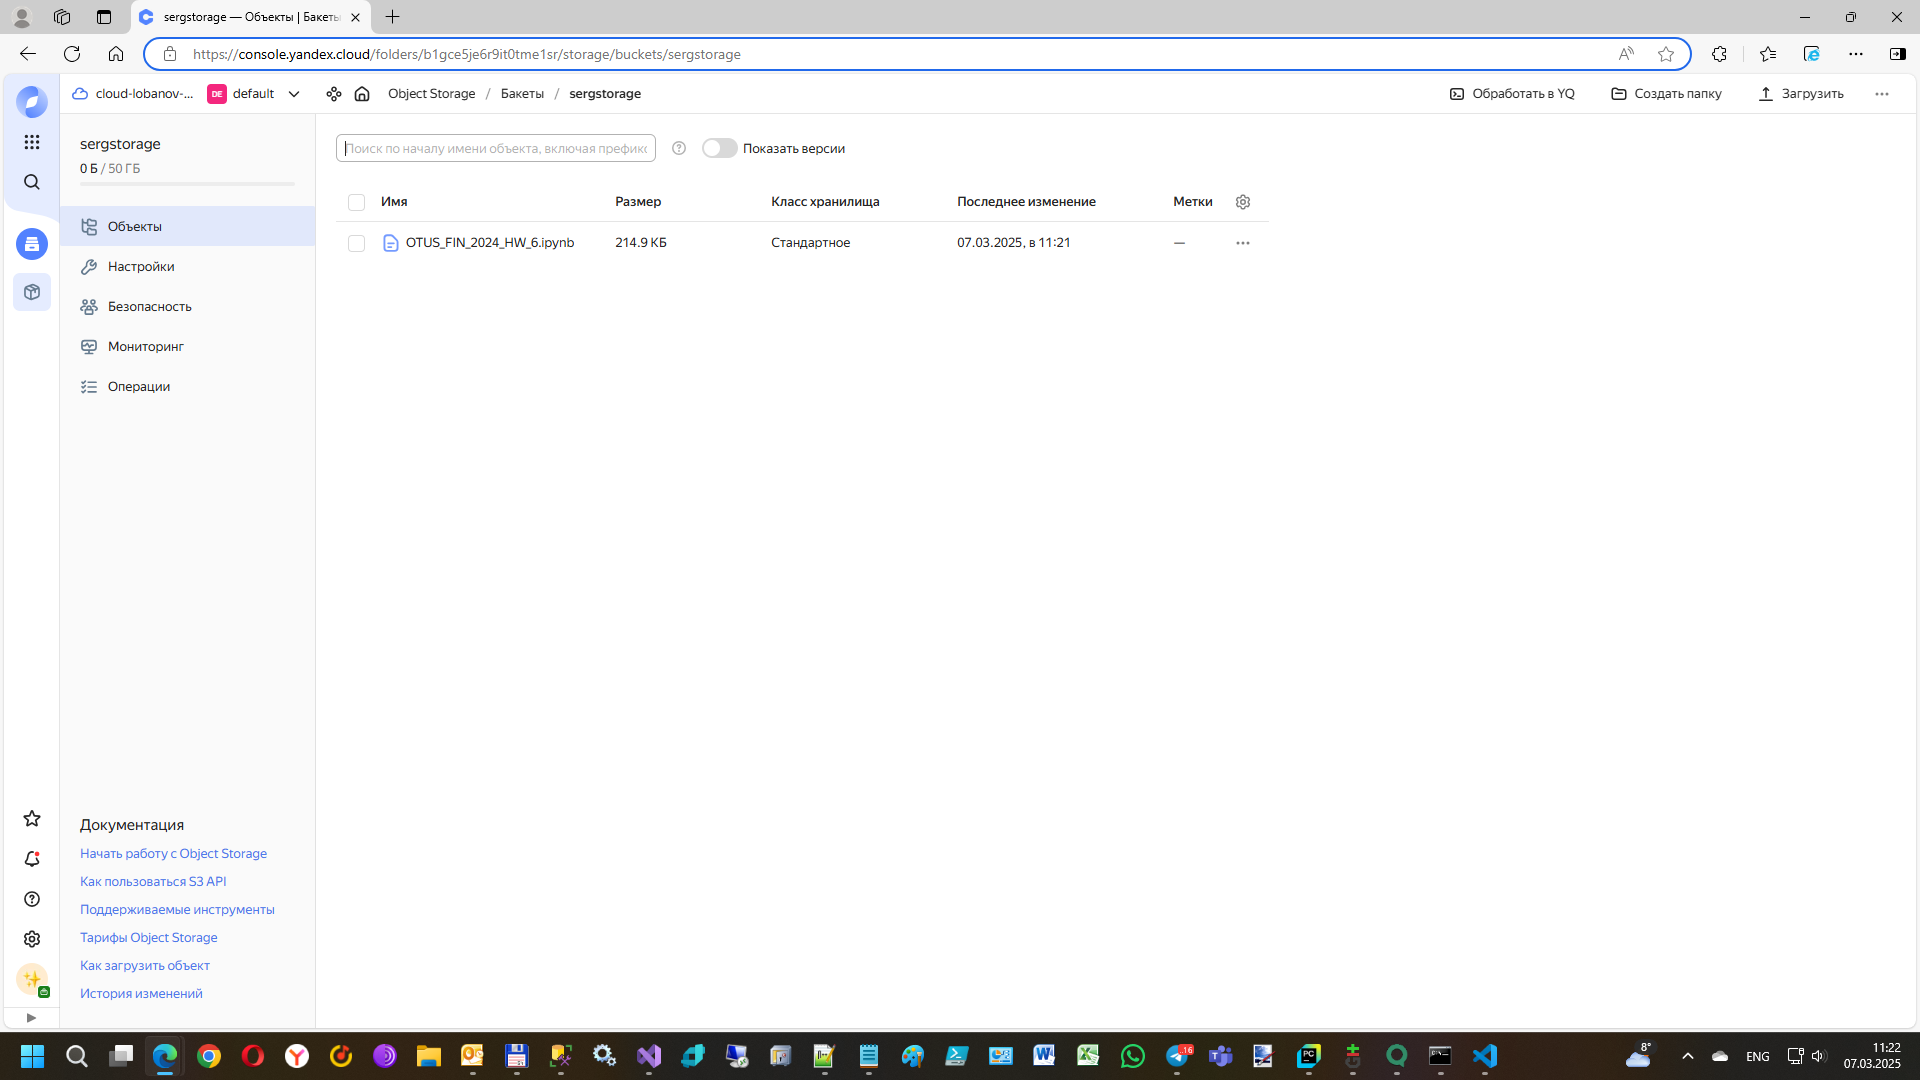 sergstorage — Объекты | Бакеты
https://console.yandex.cloud/folders/b1gce5je6r9it0tme1sr/storage/buckets/sergstorage
cloud-lobanov-... DE default Object Storage / Бакеты / sergstorage Обработать в YQ Создать папку Загрузить
sergstorage
0 Б / 50 ГБ
Объекты
Настройки
Безопасность
Мониторинг
Операции
Поиск по началу имени объекта, включая префикс Показать версии
Имя Размер Класс хранилища Последнее изменение Метки
OTUS_FIN_2024_HW_6.ipynb 214.9 КБ Стандартное 07.03.2025, в 11:21 —
Документация
Начать работу с Object Storage
Как пользоваться S3 API
Поддерживаемые инструменты
Тарифы Object Storage
Как загрузить объект
История изменений
8° ENG 11:22
07.03.2025